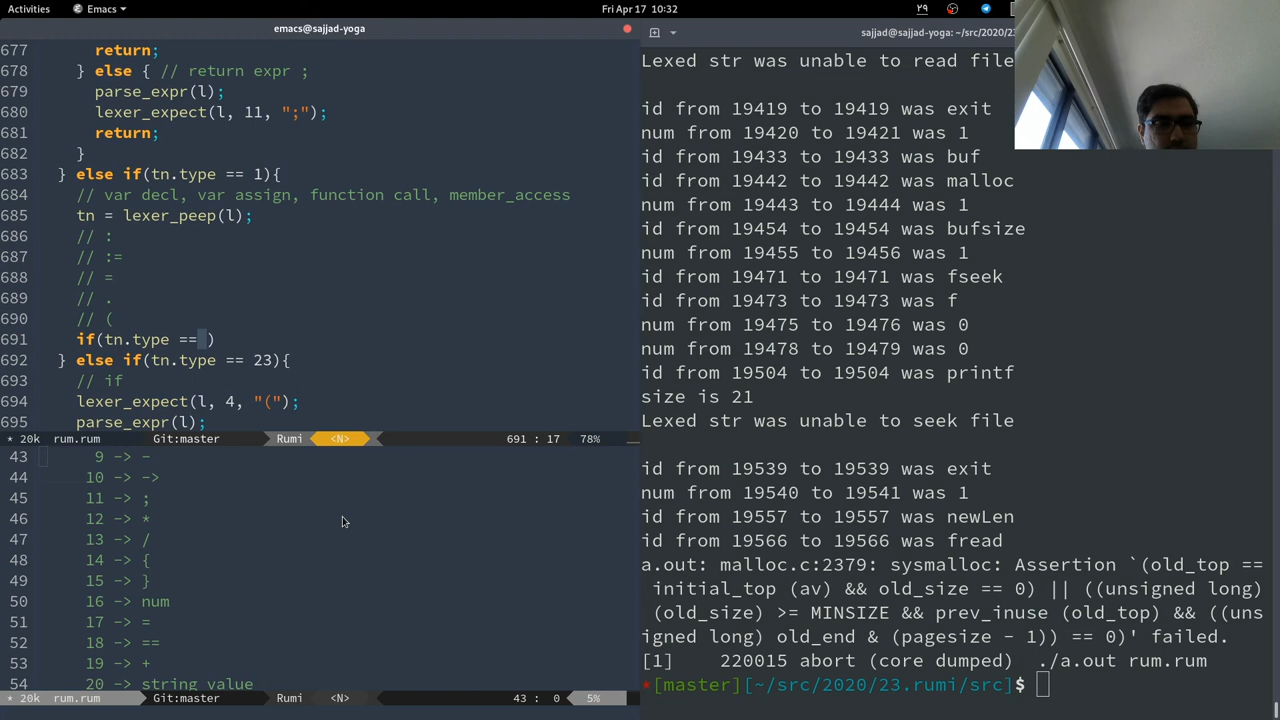 Activities
Emacs
Fri Apr 17 10:32
۲۹
emacs@sajjad-yoga
677 return;
678 } else { // return expr ;
679 parse_expr(l);
680 lexer_expect(l, 11, ";");
681 return;
682 }
683 } else if(tn.type == 1){
684 // var decl, var assign, function call, member_access
685 tn = lexer_peep(l);
686 // :
687 // :=
688 // =
689 // .
690 // (
691 if(tn.type == )
692 } else if(tn.type == 23){
693 // if
694 lexer_expect(l, 4, "(");
695 parse_expr(l);
* 20k rum.rum Git:master Rumi <N> 691 : 17 78%
43 9 -> -
44 10 -> ->
45 11 -> ;
46 12 -> *
47 13 -> /
48 14 -> {
49 15 -> }
50 16 -> num
51 17 -> =
52 18 -> ==
53 19 -> +
54 20 -> string value
* 20k rum.rum Git:master Rumi <N> 43 : 0 5%
sajjad@sajjad-yoga: ~/src/2020/23
Lexed str was unable to read file
id from 19419 to 19419 was exit
num from 19420 to 19421 was 1
id from 19433 to 19433 was buf
id from 19442 to 19442 was malloc
num from 19443 to 19444 was 1
id from 19454 to 19454 was bufsize
num from 19455 to 19456 was 1
id from 19471 to 19471 was fseek
id from 19473 to 19473 was f
num from 19475 to 19476 was 0
num from 19478 to 19479 was 0
id from 19504 to 19504 was printf
size is 21
Lexed str was unable to seek file
id from 19539 to 19539 was exit
num from 19540 to 19541 was 1
id from 19557 to 19557 was newLen
id from 19566 to 19566 was fread
a.out: malloc.c:2379: sysmalloc: Assertion `(old_top ==
initial_top (av) && old_size == 0) || ((unsigned long)
(old_size) >= MINSIZE && prev_inuse (old_top) && ((uns
igned long) old_end & (pagesize - 1)) == 0)' failed.
[1] 220015 abort (core dumped) ./a.out rum.rum
*[master][~/src/2020/23.rumi/src]$